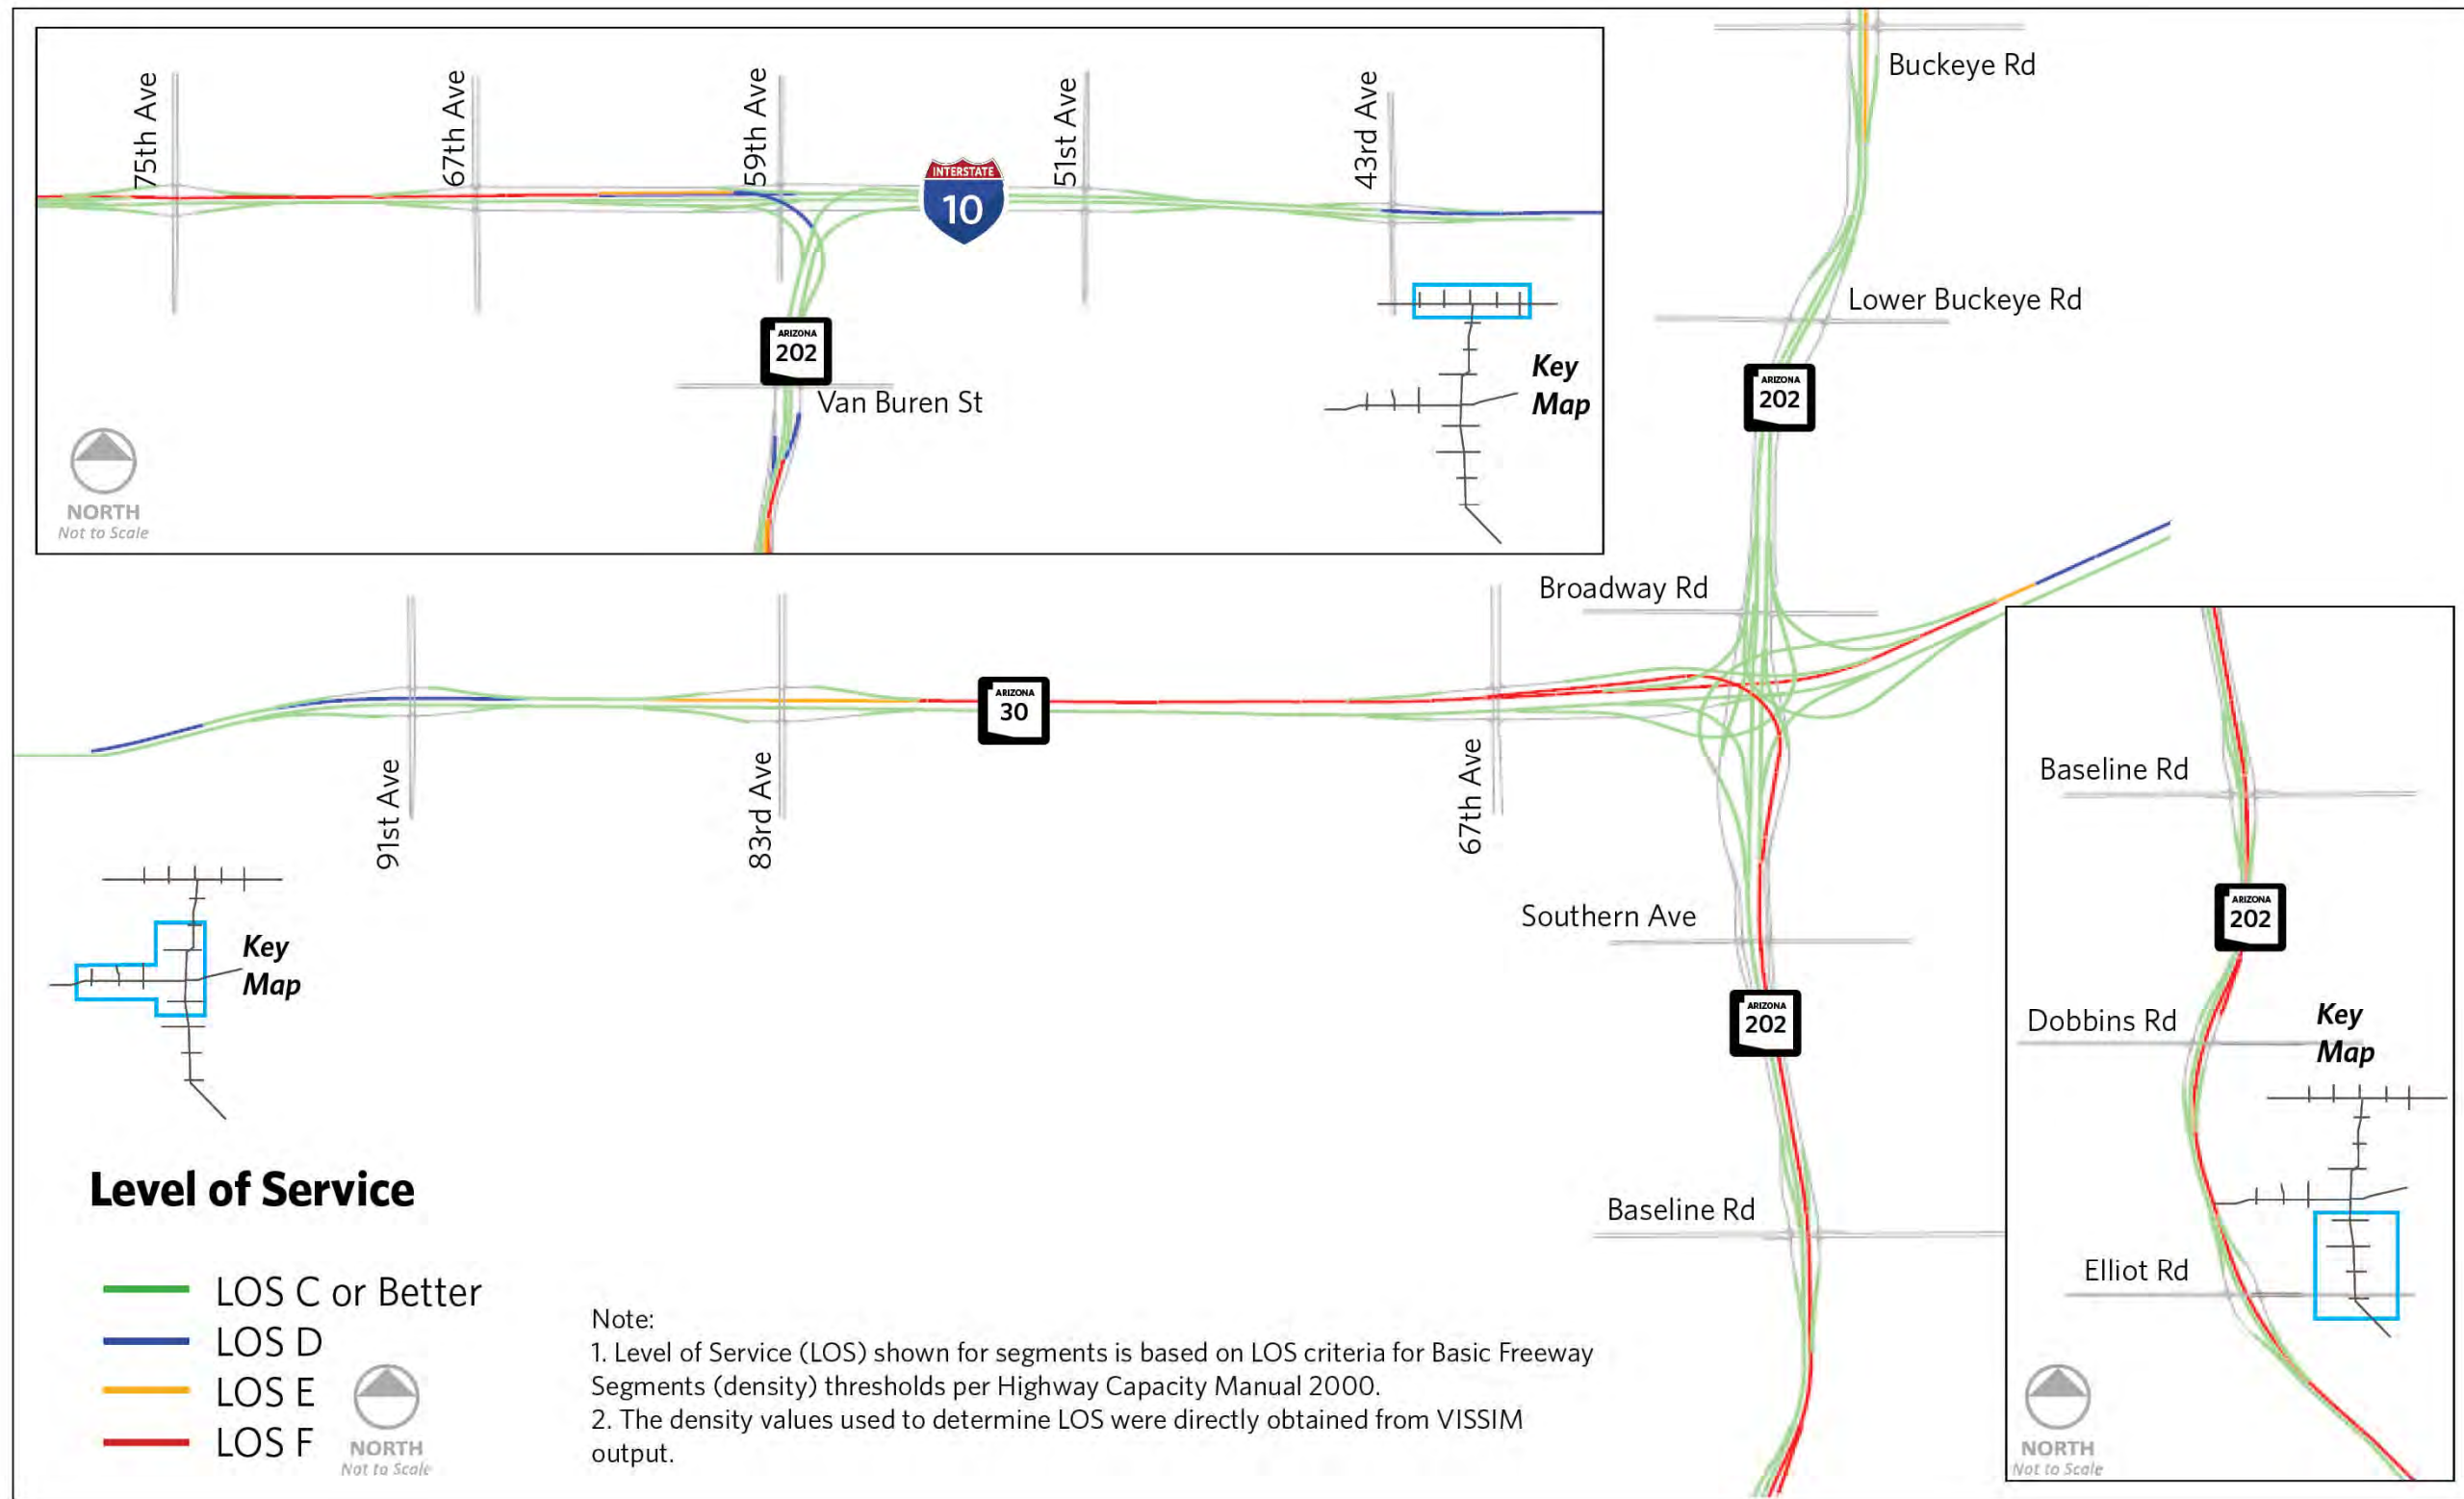 75th Ave
67th Ave
59th Ave
51st Ave
43rd Ave
INTERSTATE
10
ARIZONA
202
Van Buren St
Key
Map
NORTH
Not to Scale
Buckeye Rd
Lower Buckeye Rd
ARIZONA
202
Broadway Rd
ARIZONA
30
91st Ave
83rd Ave
67th Ave
Southern Ave
ARIZONA
202
Baseline Rd
Key
Map
Baseline Rd
ARIZONA
202
Dobbins Rd
Key
Map
Elliot Rd
NORTH
Not to Scale
Level of Service
LOS C or Better
LOS D
LOS E
LOS F
NORTH
Not to Scale
Note:
1. Level of Service (LOS) shown for segments is based on LOS criteria for Basic Freeway
Segments (density) thresholds per Highway Capacity Manual 2000.
2. The density values used to determine LOS were directly obtained from VISSIM
output.